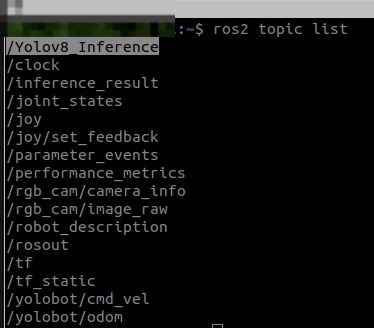 :~$ ros2 topic list
/Yolov8_Inference
/clock
/inference_result
/joint_states
/joy
/joy/set_feedback
/parameter_events
/performance_metrics
/rgb_cam/camera_info
/rgb_cam/image_raw
/robot_description
/rosout
/tf
/tf_static
/yolobot/cmd_vel
/yolobot/odom